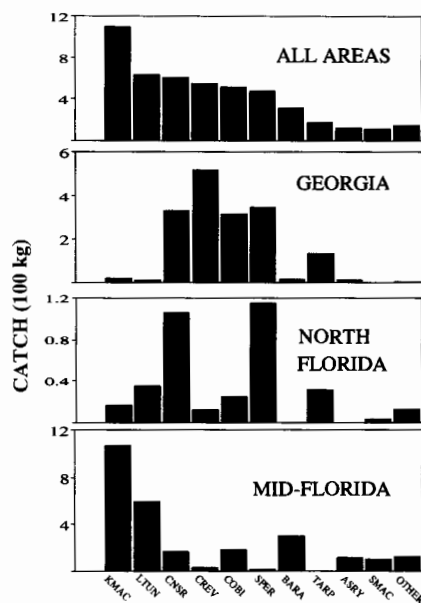 CATCH (100 kg)
12
ALL AREAS
8
4
6
GEORGIA
4
2
1.2
NORTH
FLORIDA
0.8
0.4
12
MID-FLORIDA
8
4
KMAC
LTUN
CNSR
CREV
COBI
SPER
BARA
TARP
ASRY
SMAC
OTHER